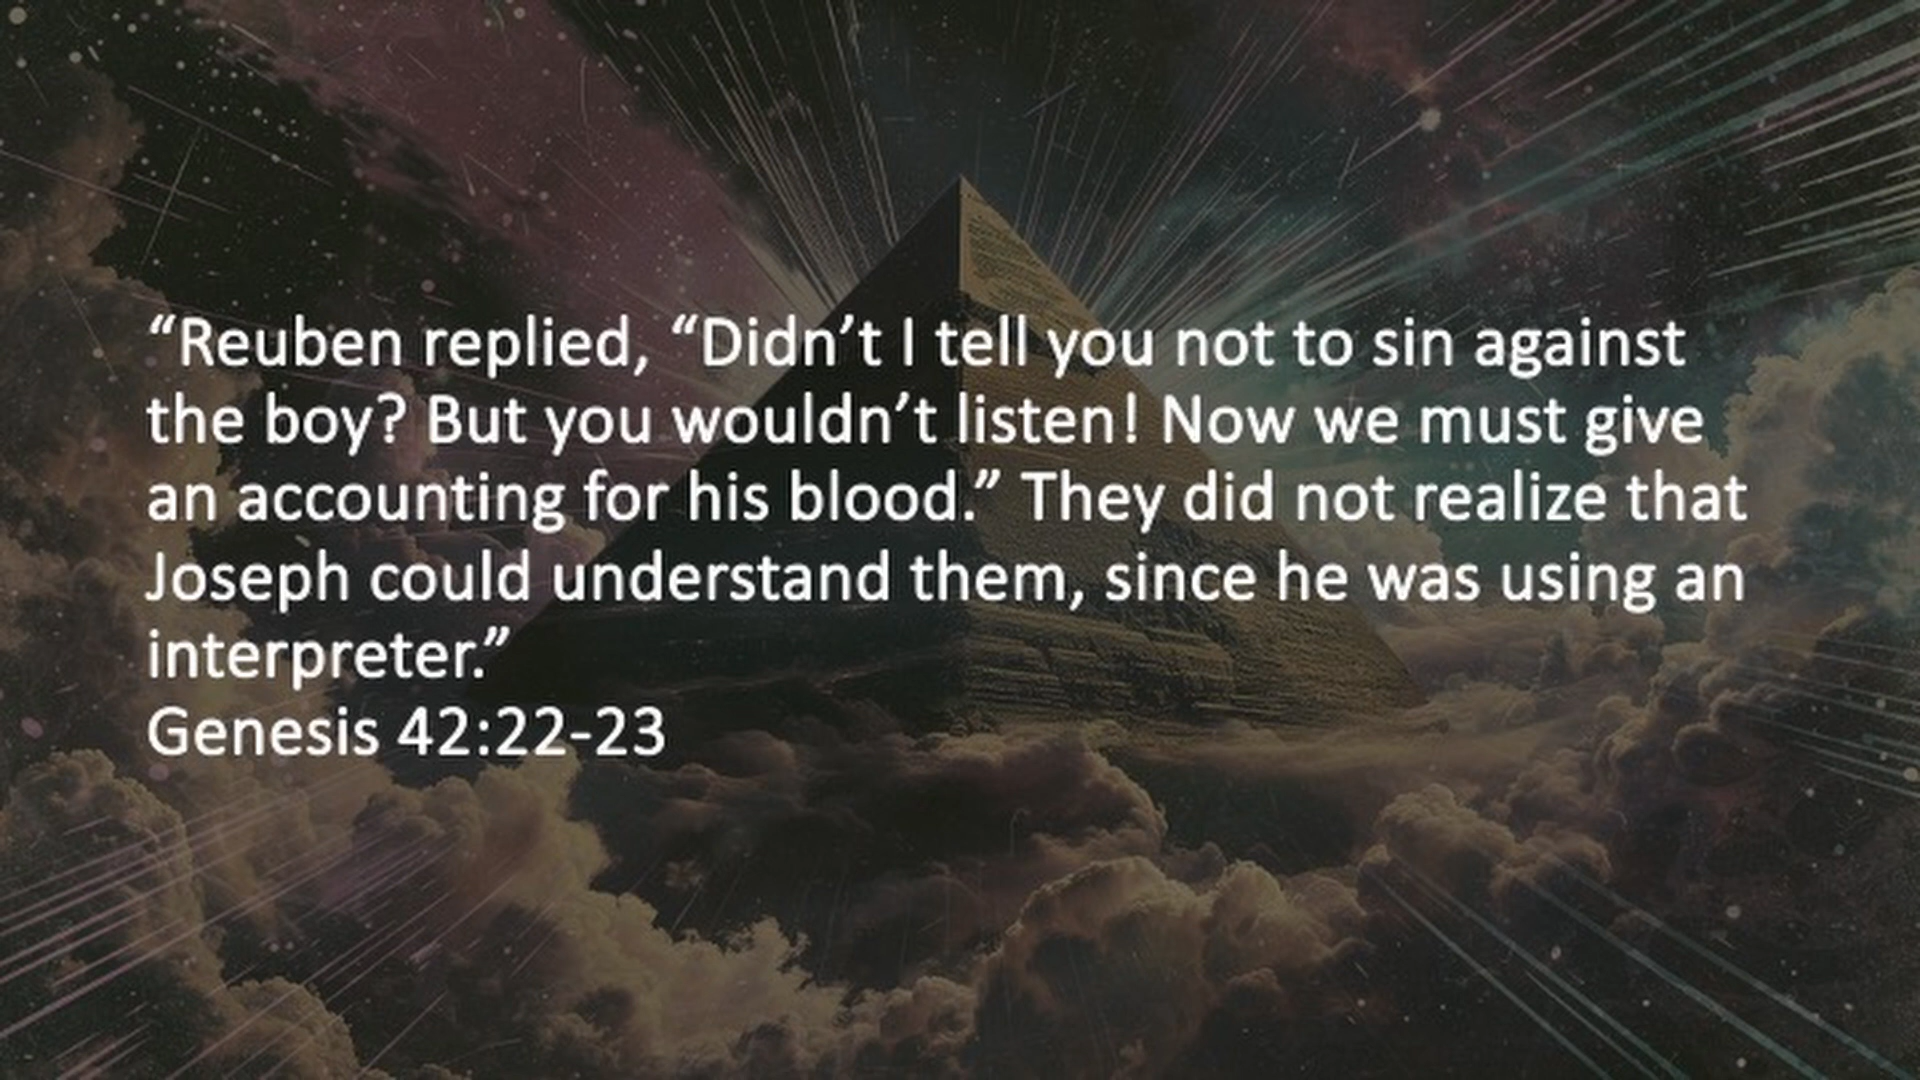 “Reuben replied, “Didn’t I tell you not to sin against
the boy? But you wouldn’t listen! Now we must give
an accounting for his blood.” They did not realize that
Joseph could understand them, since he was using an
interpreter.”
Genesis 42:22-23